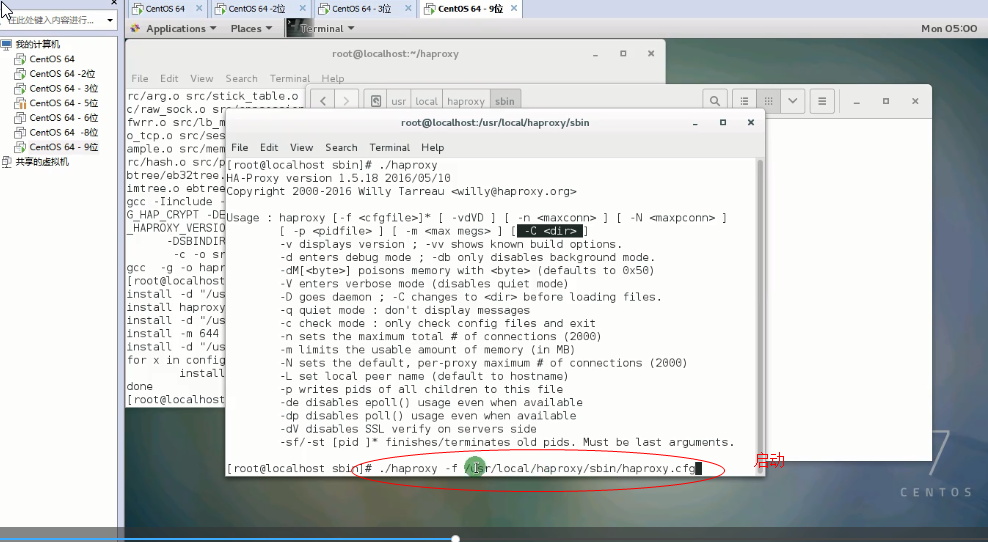 CentOS 64
CentOS 64 -2位
CentOS 64 - 3位
CentOS 64 - 9位
在此处键入内容进行...
Applications
Places
Terminal
Mon 05:00
我的计算机
CentOS 64
CentOS 64 -2位
CentOS 64 - 3位
CentOS 64 - 5位
CentOS 64 - 6位
CentOS 64 -8位
CentOS 64 - 9位
共享的虚拟机
root@localhost:~/haproxy
File Edit View Search Terminal Help
rc/arg.o src/stick_table.o
c/raw_sock.o src/
fwrr.o src/lb_m
o_tcp.o src/ses
ample.o src/mem
rc/hash.o src/p
btree/eb32tree.
imtree.o ebtree
gcc -Iinclude -
G_HAP_CRYPT -DE
_HAPROXY_VERSIO
-DSBINDIR
-c -o sr
gcc -g -o hapr
[root@localhost
install -d "/us
install haproxy
install -d "/us
install -m 644
install -d "/us
for x in config
install
done
[root@localhost
usr local haproxy sbin
root@localhost:/usr/local/haproxy/sbin
File Edit View Search Terminal Help
[root@localhost sbin]# ./haproxy
HA-Proxy version 1.5.18 2016/05/10
Copyright 2000-2016 Willy Tarreau <willy@haproxy.org>
Usage : haproxy [-f <cfgfile>]* [ -vdVD ] [ -n <maxconn> ] [ -N <maxpconn> ]
[ -p <pidfile> ] [ -m <max megs> ] [ -C <dir> ]
-v displays version ; -vv shows known build options.
-d enters debug mode ; -db only disables background mode.
-dM[<byte>] poisons memory with <byte> (defaults to 0x50)
-V enters verbose mode (disables quiet mode)
-D goes daemon ; -C changes to <dir> before loading files.
-q quiet mode : don't display messages
-c check mode : only check config files and exit
-n sets the maximum total # of connections (2000)
-m limits the usable amount of memory (in MB)
-N sets the default, per-proxy maximum # of connections (2000)
-L set local peer name (default to hostname)
-p writes pids of all children to this file
-de disables epoll() usage even when available
-dp disables poll() usage even when available
-dV disables SSL verify on servers side
-sf/-st [pid ]* finishes/terminates old pids. Must be last arguments.
[root@localhost sbin]# ./haproxy -f /usr/local/haproxy/sbin/haproxy.cfg
启动
7
CENTOS